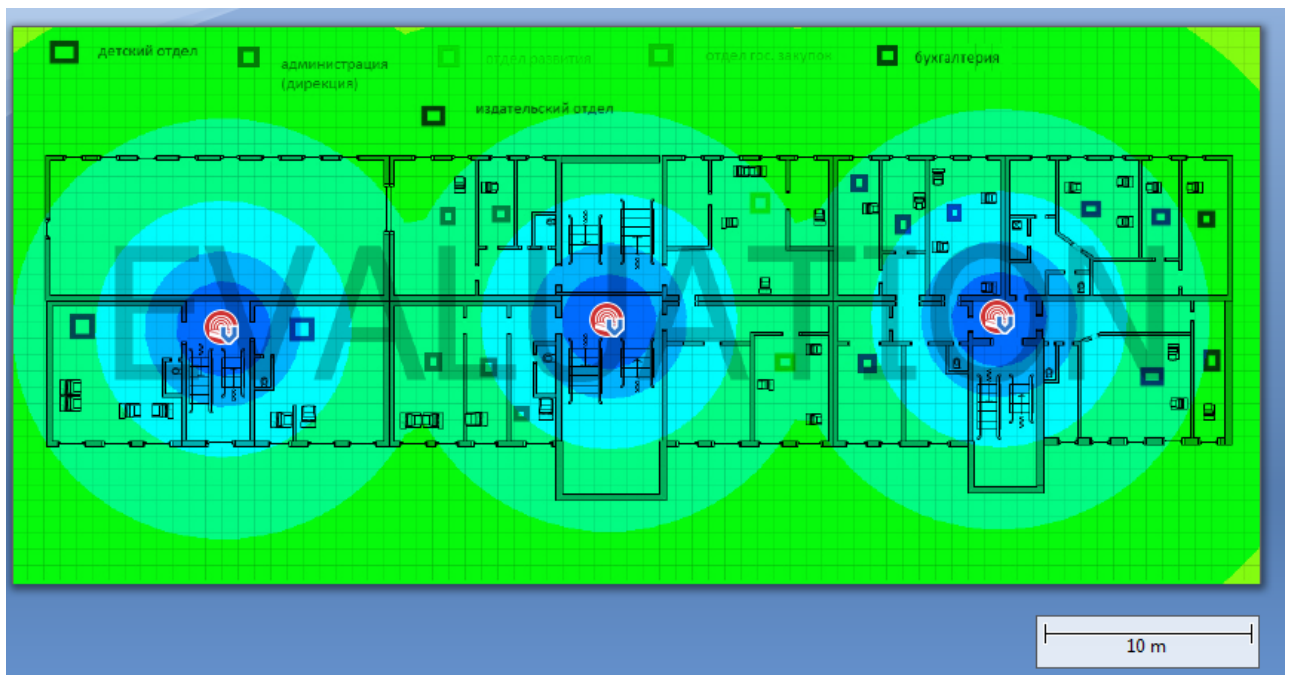 детский отдел
администрация
(дирекция)
отдел развития
отдел гос. закупок
бухгалтерия
издательский отдел
EVALUATION
10 m